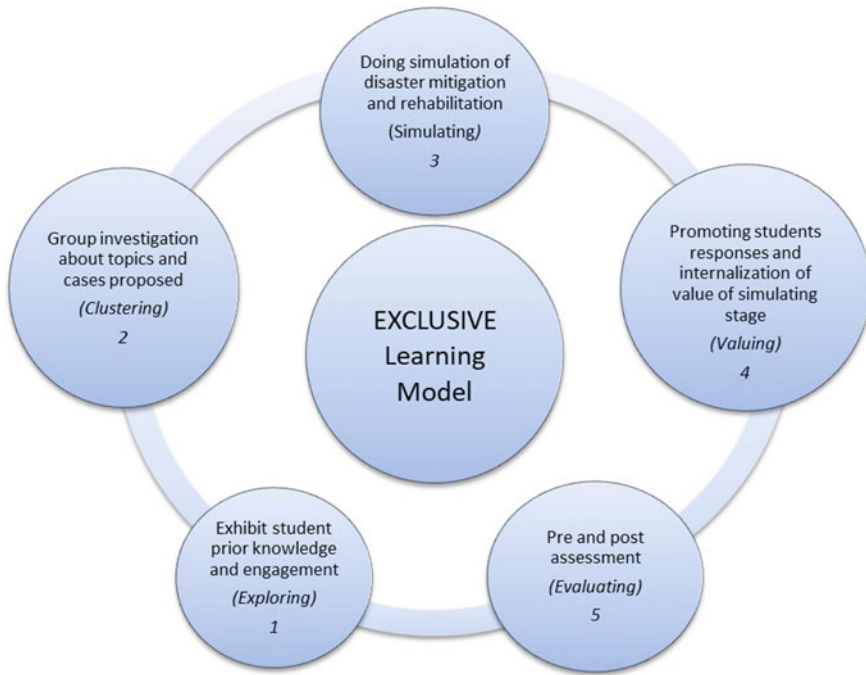 Doing simulation of
disaster mitigation
and rehabilitation
(Simulating)
3
Group investigation
about topics and
cases proposed
(Clustering)
2
Promoting students
responses and
internalization of
value of simulating
stage
(Valuing)
4
EXCLUSIVE
Learning
Model
Exhibit student
prior knowledge
and engagement
(Exploring)
1
Pre and post
assessment
(Evaluating)
5